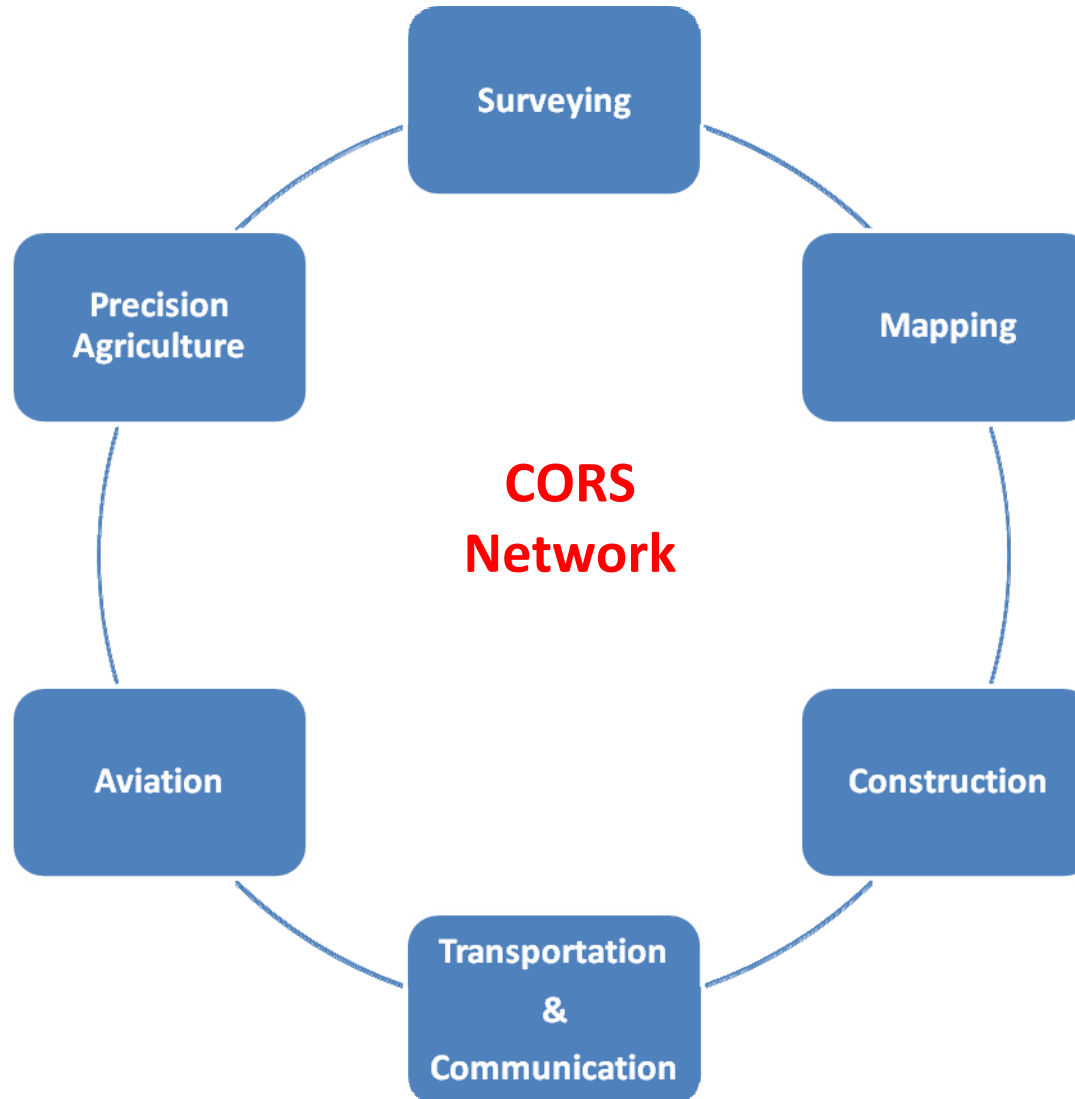 Surveying
Precision
Agriculture
Mapping
CORS
Network
Aviation
Construction
Transportation
&
Communication